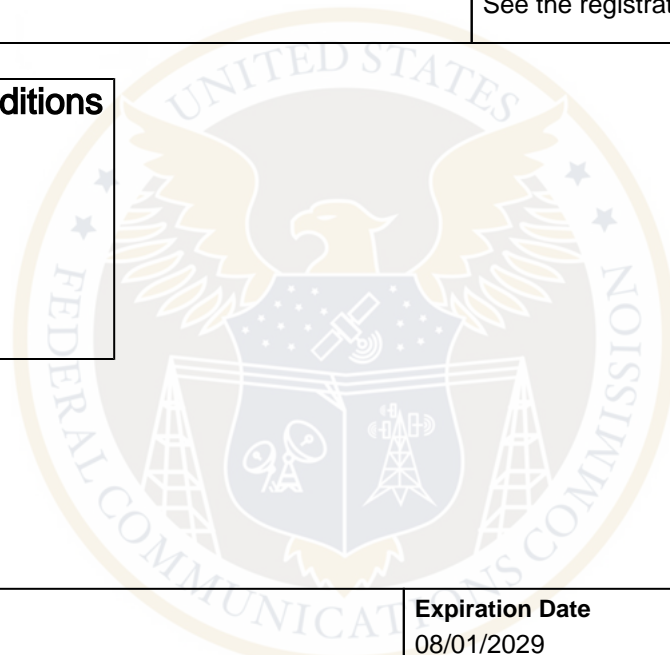 See the registrat
ditions
UNITED STATES
FEDERAL COMMUNICATIONS COMMISSION
Expiration Date
08/01/2029